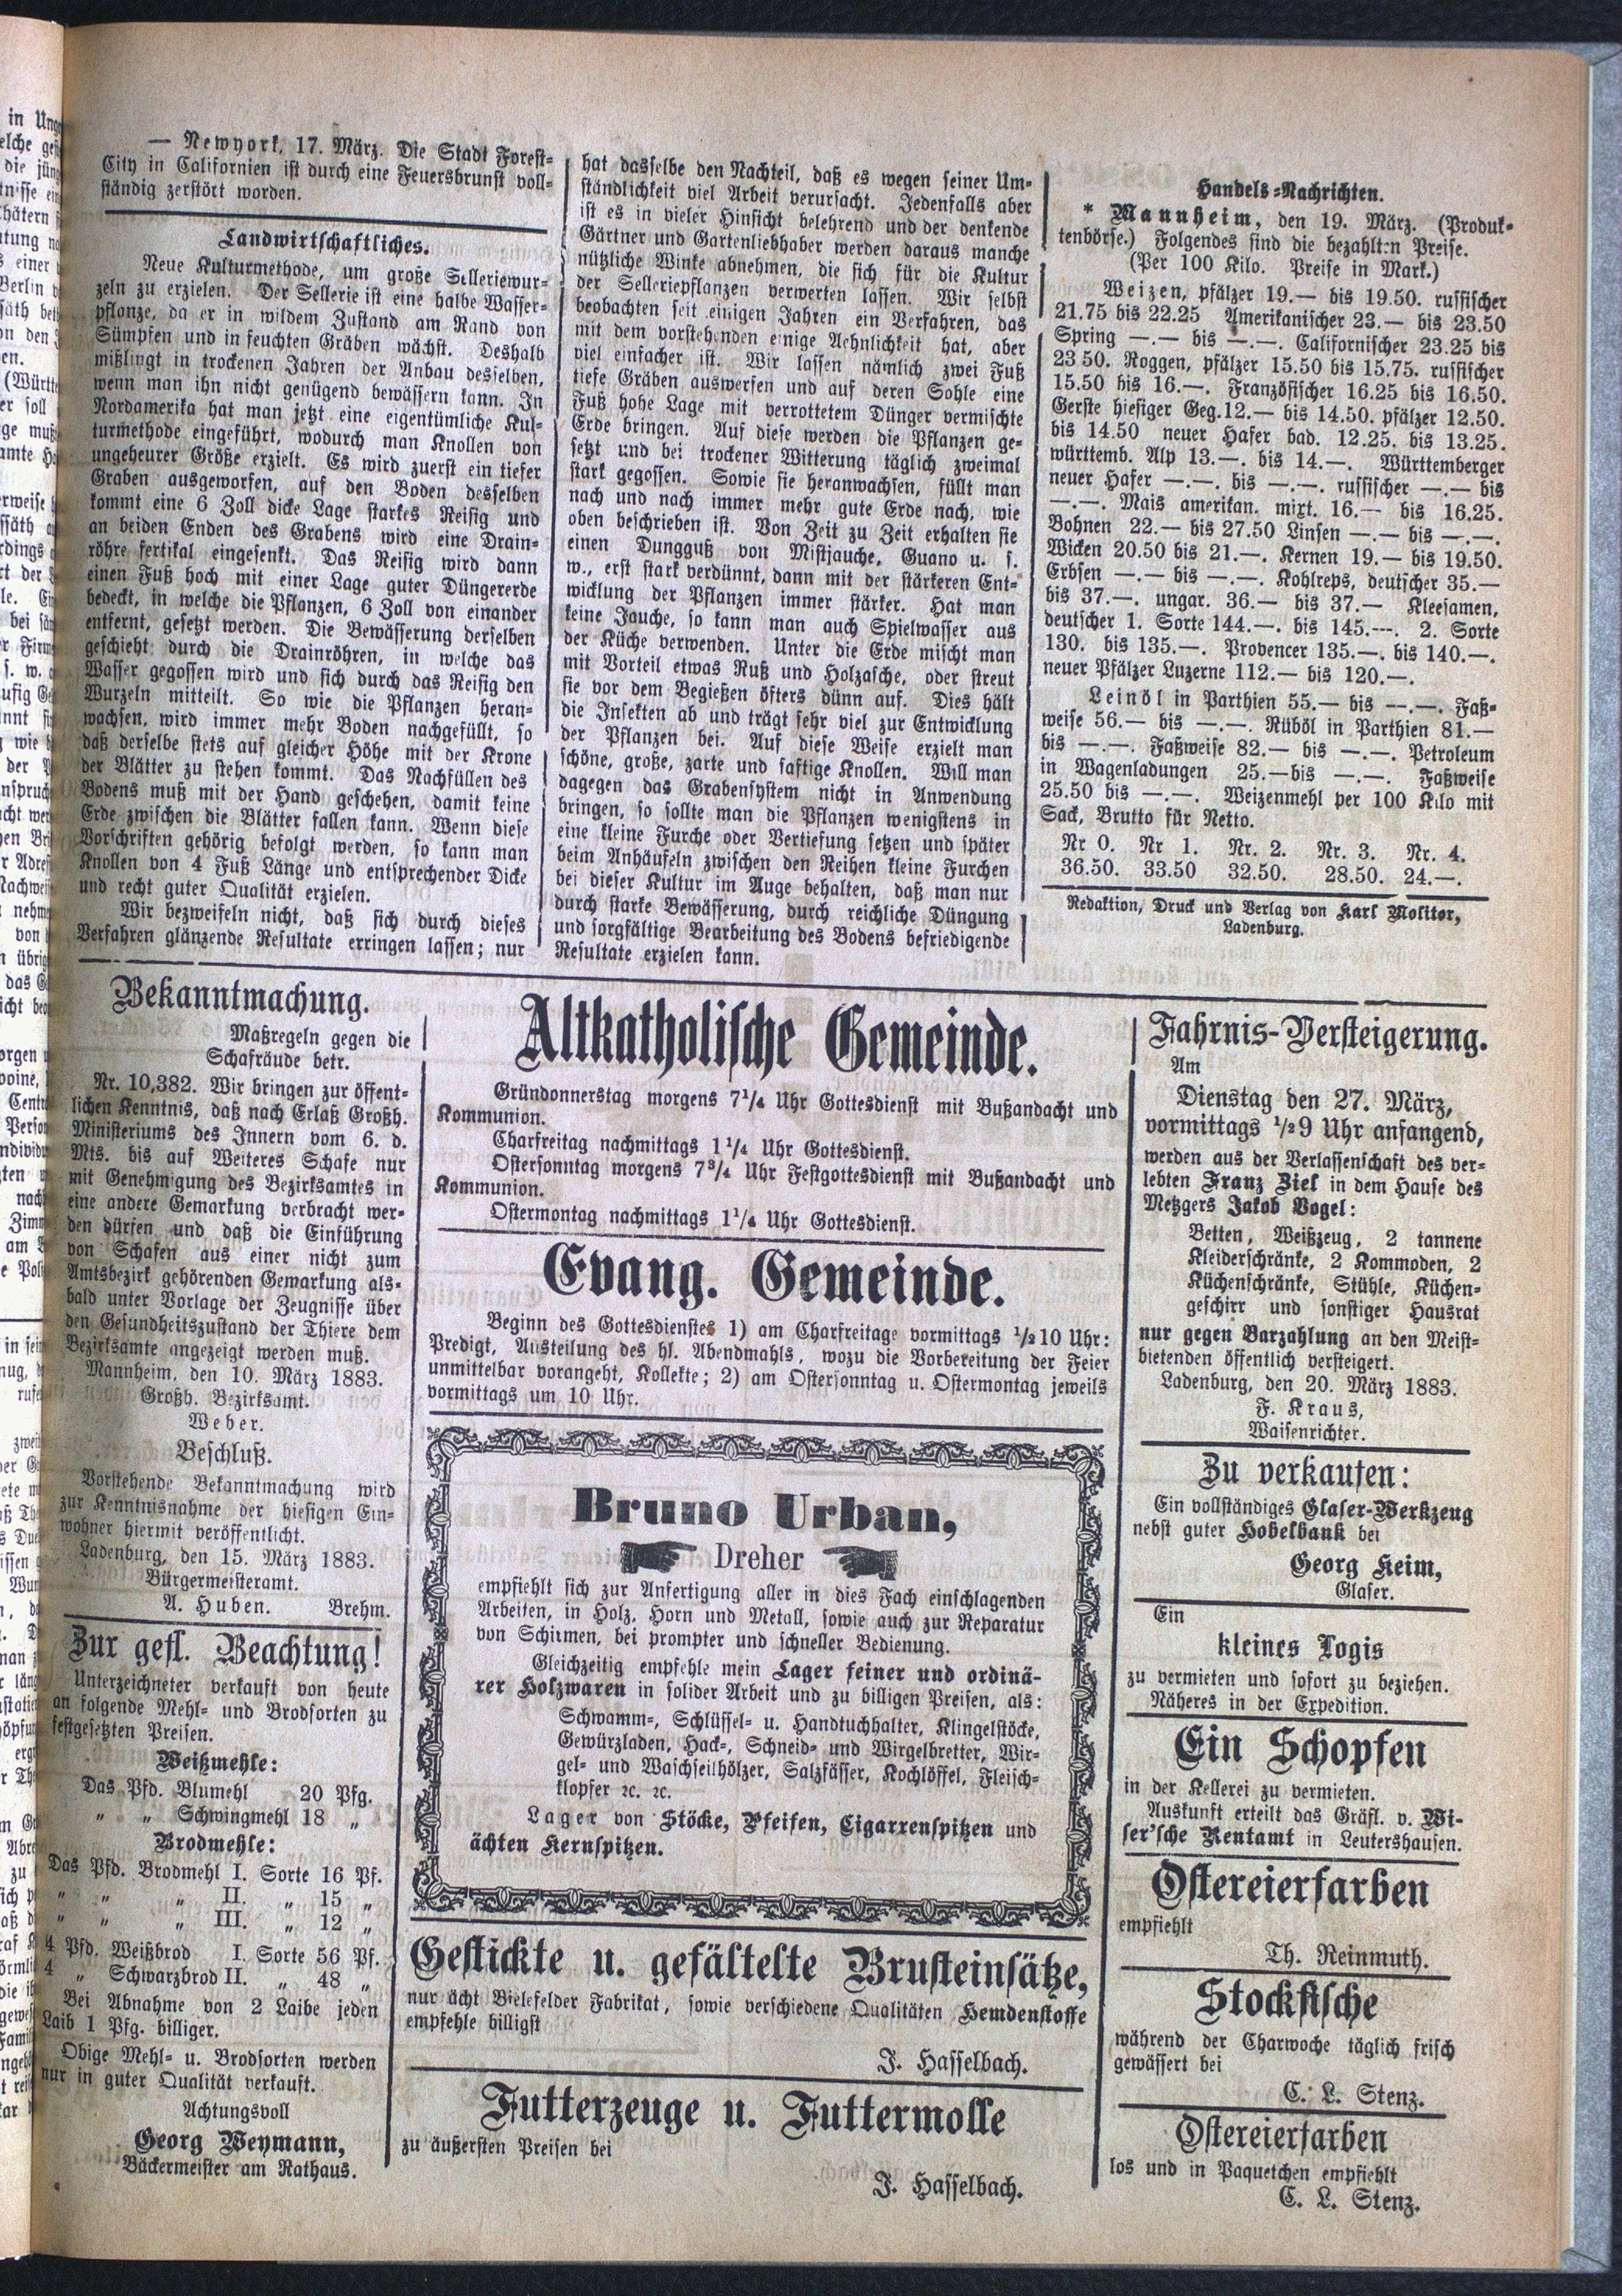 — Newyork, 17. März. Die Stadt Forest-
City in Californien ist durch eine Feuersbrunst voll-
ständig zerstört worden.
Landwirtschaftliches.
Neue Kulturmethode, um große Selleriewur-
zeln zu erzielen. Der Sellerie ist eine halbe Wasser-
pflanze, da er in wildem Zustand am Rand von
Sümpfen und in feuchten Gräben wächst. Deshalb
mißlingt in trockenen Jahren der Anbau desselben,
wenn man ihn nicht genügend bewässern kann. In
Nordamerika hat man jetzt eine eigentümliche Kul-
turmethode eingeführt, wodurch man Knollen von
ungeheurer Größe erzielt. Es wird zuerst ein tiefer
Graben ausgeworfen, auf den Boden desselben
kommt eine 6 Zoll dicke Lage starkes Reisig und
an beiden Enden des Grabens wird eine Drain-
röhre fertikal eingesenkt. Das Reisig wird dann
einen Fuß hoch mit einer Lage guter Düngererde
bedeckt, in welche die Pflanzen, 6 Zoll von einander
entfernt, gesetzt werden. Die Bewässerung derselben
geschieht durch die Drainröhren, in welche das
Wasser gegossen wird und sich durch das Reisig den
Wurzeln mitteilt. So wie die Pflanzen heran-
wachsen, wird immer mehr Boden nachgefüllt, so
daß derselbe stets auf gleicher Höhe mit der Krone
der Blätter zu stehen kommt. Das Nachfüllen des
Bodens muß mit der Hand geschehen, damit keine
Erde zwischen die Blätter fallen kann. Wenn diese
Vorschriften gehörig befolgt werden, so kann man
Knollen von 4 Fuß Länge und entsprechender Dicke
und recht guter Qualität erzielen.
Wir bezweifeln nicht, daß sich durch dieses
Verfahren glänzende Resultate erringen lassen; nur
hat dasselbe den Nachteil, daß es wegen seiner Um-
ständlichkeit viel Arbeit verursacht. Jedenfalls aber
ist es in vieler Hinsicht belehrend und der denkende
Gärtner und Gartenliebhaber werden daraus manche
nützliche Winke abnehmen, die sich für die Kultur
der Selleriepflanzen verwerten lassen. Wir selbst
beobachten seit einigen Jahren ein Verfahren, das
mit dem vorstehenden einige Aehnlichkeit hat, aber
viel einfacher ist. Wir lassen nämlich zwei Fuß
tiefe Gräben auswerfen und auf deren Sohle eine
Fuß hohe Lage mit verrottetem Dünger vermischte
Erde bringen. Auf diese werden die Pflanzen ge-
setzt und bei trockener Witterung täglich zweimal
stark gegossen. Sowie sie heranwachsen, füllt man
nach und nach immer mehr gute Erde nach, wie
oben beschrieben ist. Von Zeit zu Zeit erhalten sie
einen Dungguß von Mistjauche, Guano u. s.
w., erst stark verdünnt, dann mit der stärkeren Ent-
wicklung der Pflanzen immer stärker. Hat man
keine Jauche, so kann man auch Spielwasser aus
der Küche verwenden. Unter die Erde mischt man
mit Vorteil etwas Ruß und Holzasche, oder streut
sie vor dem Begießen öfters dünn auf. Dies hält
die Insekten ab und trägt sehr viel zur Entwicklung
der Pflanzen bei. Auf diese Weise erzielt man
schöne, große, zarte und saftige Knollen. Will man
dagegen das Grabensystem nicht in Anwendung
bringen, so sollte man die Pflanzen wenigstens in
eine kleine Furche oder Vertiefung setzen und später
beim Anhäufeln zwischen den Reihen kleine Furchen
bei dieser Kultur im Auge behalten, daß man nur
durch starke Bewässerung, durch reichliche Düngung
und sorgfältige Bearbeitung des Bodens befriedigende
Resultate erzielen kann.
Handels-Nachrichten.
* Mannheim, den 19. März. (Produk-
tenbörse.) Folgendes sind die bezahlten Preise.
(Per 100 Kilo. Preise in Mark.)
Weizen, pfälzer 19.— bis 19.50. russischer
21.75 bis 22.25 Amerikanischer 23.— bis 23.50
Spring —.— bis —.—. Californischer 23.25 bis
23 50. Roggen, pfälzer 15.50 bis 15.75. russischer
15.50 bis 16.—. Französischer 16.25 bis 16.50.
Gerste hiesiger Geg.12.— bis 14.50. pfälzer 12.50.
bis 14.50 neuer Hafer bad. 12.25. bis 13.25.
württemb. Alp 13.—. bis 14.—. Württemberger
neuer Hafer —.—. bis —.—. russischer —.— bis
—.—. Mais amerikan. mixt. 16.— bis 16.25.
Bohnen 22.— bis 27.50 Linsen —.— bis —.—.
Wicken 20.50 bis 21.—. Kernen 19.— bis 19.50.
Erbsen —.— bis —.—. Kohlreps, deutscher 35.—
bis 37.—. ungar. 36.— bis 37.— Kleesamen,
deutscher 1. Sorte 144.—. bis 145.—. 2. Sorte
130. bis 135.—. Provencer 135.—. bis 140.—.
neuer Pfälzer Luzerne 112.— bis 120.—.
Leinöl in Parthien 55.— bis —.—. Faß-
weise 56.— bis —.—. Rüböl in Parthien 81.—
bis —.—. Faßweise 82.— bis —.—. Petroleum
in Wagenladungen 25.—bis —.—. Faßweise
25.50 bis —.—. Weizenmehl per 100 Kilo mit
Sack, Brutto für Netto.
Nr 0. Nr 1. Nr. 2. Nr. 3. Nr. 4.
36.50. 33.50 32.50. 28.50. 24.—.
Redaktion, Druck und Verlag von Karl Molitor,
Ladenburg.
Bekanntmachung.
Maßregeln gegen die
Schafräude betr.
Nr. 10,382. Wir bringen zur öffent-
lichen Kenntnis, daß nach Erlaß Großh.
Ministeriums des Innern vom 6. d.
Mts. bis auf Weiteres Schafe nur
mit Genehmigung des Bezirksamtes in
eine andere Gemarkung verbracht wer-
den dürfen und daß die Einführung
von Schafen aus einer nicht zum
Amtsbezirk gehörenden Gemarkung als-
bald unter Vorlage der Zeugnisse über
den Gesundheitszustand der Thiere dem
Bezirksamte angezeigt werden muß.
Mannheim, den 10. März 1883.
Großh. Bezirksamt.
Weber.
Beschluß.
Vorstehende Bekanntmachung wird
zur Kenntnisnahme der hiesigen Ein-
wohner hiermit veröffentlicht.
Ladenburg, den 15. März 1883.
Bürgermeisteramt.
A. Huben. Brehm.
Zur gefl. Beachtung!
Unterzeichneter verkauft von heute
an folgende Mehl- und Brodsorten zu
festgesetzten Preisen.
Weißmehle:
Das Pfd. Blumehl 20 Pfg.
„ „ Schwingmehl 18 „
Brodmehle:
Das Pfd. Brodmehl I. Sorte 16 Pf.
„ „ „ II. „ 15 „
„ „ „ III. „ 12 „
4 Pfd. Weißbrod I. Sorte 56 Pf.
4 „ Schwarzbrod II. „ 48 „
Bei Abnahme von 2 Laibe jeden
Laib 1 Pfg. billiger.
Obige Mehl- u. Brodsorten werden
nur in guter Qualität verkauft.
Achtungsvoll
Georg Weymann,
Bäckermeister am Rathaus.
Altkatholische Gemeinde.
Gründonnerstag morgens 7¼ Uhr Gottesdienst mit Bußandacht und
Kommunion.
Charfreitag nachmittags 1¼ Uhr Gottesdienst.
Ostersonntag morgens 7¾ Uhr Festgottesdienst mit Bußandacht und
Kommunion.
Ostermontag nachmittags 1¼ Uhr Gottesdienst.
Evang. Gemeinde.
Beginn des Gottesdienstes 1) am Charfreitage vormittags ½10 Uhr:
Predigt, Austeilung des hl. Abendmahls, wozu die Vorbereitung der Feier
unmittelbar vorangeht, Kollekte; 2) am Ostersonntag u. Ostermontag jeweils
vormittags um 10 Uhr.
Bruno Urban,
Dreher
empfiehlt sich zur Anfertigung aller in dies Fach einschlagenden
Arbeiten, in Holz, Horn und Metall, sowie auch zur Reparatur
von Schirmen, bei prompter und schneller Bedienung.
Gleichzeitig empfehle mein Lager feiner und ordinä-
rer Holzwaren in solider Arbeit und zu billigen Preisen, als:
Schwamm-, Schlüssel- u. Handtuchhalter, Klingelstöcke,
Gewürzladen, Hack-, Schneid- und Wirgelbretter, Wir-
gel- und Waschseilhölzer, Salzfässer, Kochlöffel, Fleisch-
klopfer ꝛc. ꝛc.
Lager von Stöcke, Pfeifen, Cigarrenspitzen und
ächten Kernspitzen.
Gestickte u. gefältelte Brusteinsätze,
nur ächt Bielefelder Fabrikat, sowie verschiedene Qualitäten Hemdenstoffe
empfehle billigst
J. Hasselbach.
Futterzeuge u. Futtermolle
zu äußersten Preisen bei
J. Hasselbach.
Fahrnis-Versteigerung.
Am
Dienstag den 27. März,
vormittags ½9 Uhr anfangend,
werden aus der Verlassenschaft des ver-
lebten Franz Ziel in dem Hause des
Metzgers Jakob Vogel:
Betten, Weißzeug, 2 tannene
Kleiderschränke, 2 Kommoden, 2
Küchenschränke, Stühle, Küchen-
geschirr und sonstiger Hausrat
nur gegen Barzahlung an den Meist-
bietenden öffentlich versteigert.
Ladenburg, den 20. März 1883.
F. Kraus,
Waisenrichter.
Zu verkaufen:
Ein vollständiges Glaser-Werkzeug
nebst guter Hobelbank bei
Georg Keim,
Glaser.
Ein
kleines Logis
zu vermieten und sofort zu beziehen.
Näheres in der Expedition.
Ein Schopfen
in der Kellerei zu vermieten.
Auskunft erteilt das Gräfl. v. Wi-
ser'sche Rentamt in Leutershausen.
Ostereierfarben
empfiehlt
Th. Reinmuth.
Stockfische
während der Charwoche täglich frisch
gewässert bei
C. L. Stenz.
Ostereierfarben
los und in Paquetchen empfiehlt
C. L. Stenz.